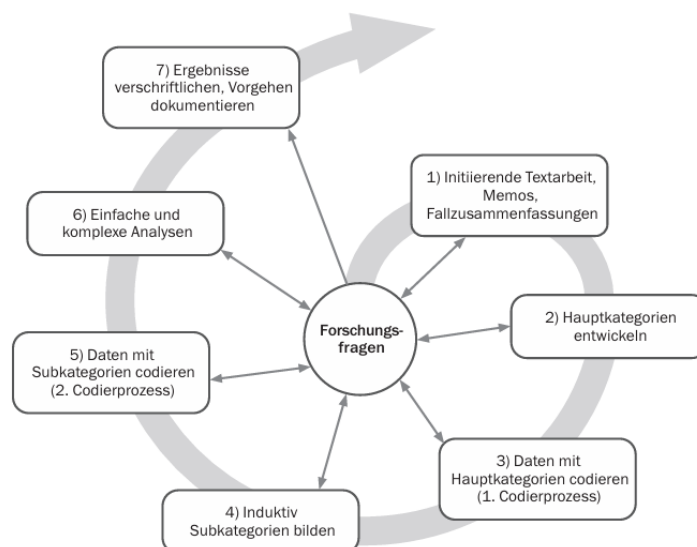 7) Ergebnisse
verschriftlichen, Vorgehen
dokumentieren
1) Initiierende Textarbeit,
Memos,
Fallzusammenfassungen
6) Einfache und
komplexe Analysen
Forschungs-
fragen
2) Hauptkategorien
entwickeln
5) Daten mit
Subkategorien codieren
(2. Codierprozess)
3) Daten mit
Hauptkategorien codieren
(1. Codierprozess)
4) Induktiv
Subkategorien bilden